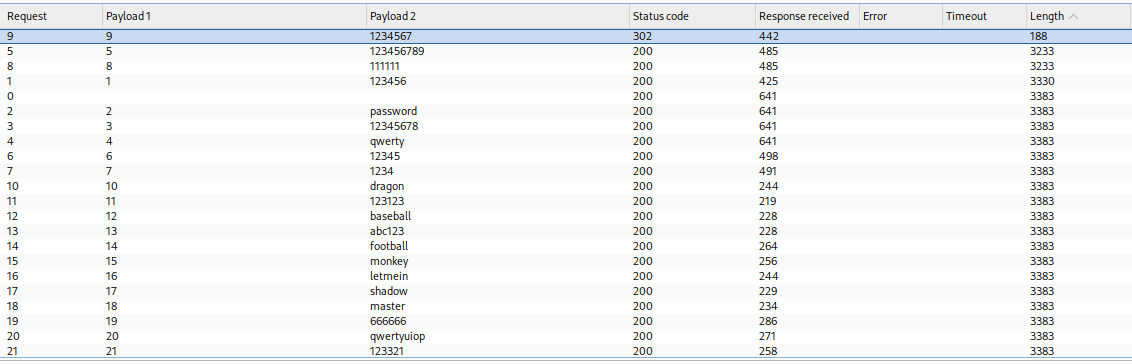 Request Payload 1 Payload 2 Status code Response received Error Timeout Length
9 9 1234567 302 442 188
5 5 123456789 200 485 3233
8 8 111111 200 485 3233
1 1 123456 200 425 3330
0 200 641 3383
2 2 password 200 641 3383
3 3 12345678 200 641 3383
4 4 qwerty 200 641 3383
6 6 12345 200 498 3383
7 7 1234 200 491 3383
10 10 dragon 200 244 3383
11 11 123123 200 219 3383
12 12 baseball 200 228 3383
13 13 abc123 200 228 3383
14 14 football 200 264 3383
15 15 monkey 200 256 3383
16 16 letmein 200 244 3383
17 17 shadow 200 229 3383
18 18 master 200 234 3383
19 19 666666 200 286 3383
20 20 qwertyuiop 200 271 3383
21 21 123321 200 258 3383